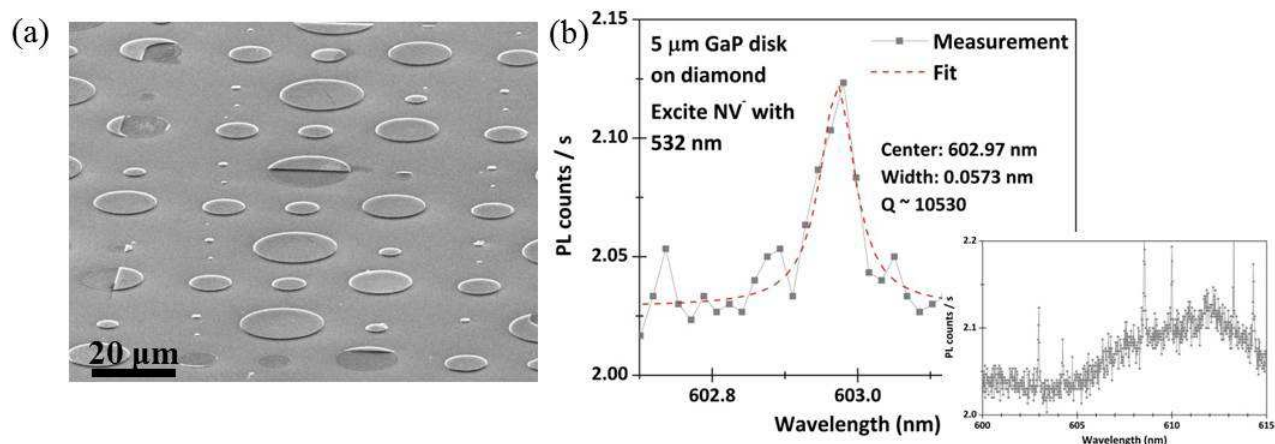 (a)
20 μm
(b)
5 μm GaP disk
on diamond
Excite NV⁻ with
532 nm
Measurement
Fit
Center: 602.97 nm
Width: 0.0573 nm
Q ~ 10530
PL counts / s
2.15
2.10
2.05
2.00
602.8
603.0
Wavelength (nm)
PL counts / s
2.2
2.1
2.0
600
605
610
615
Wavelength (nm)